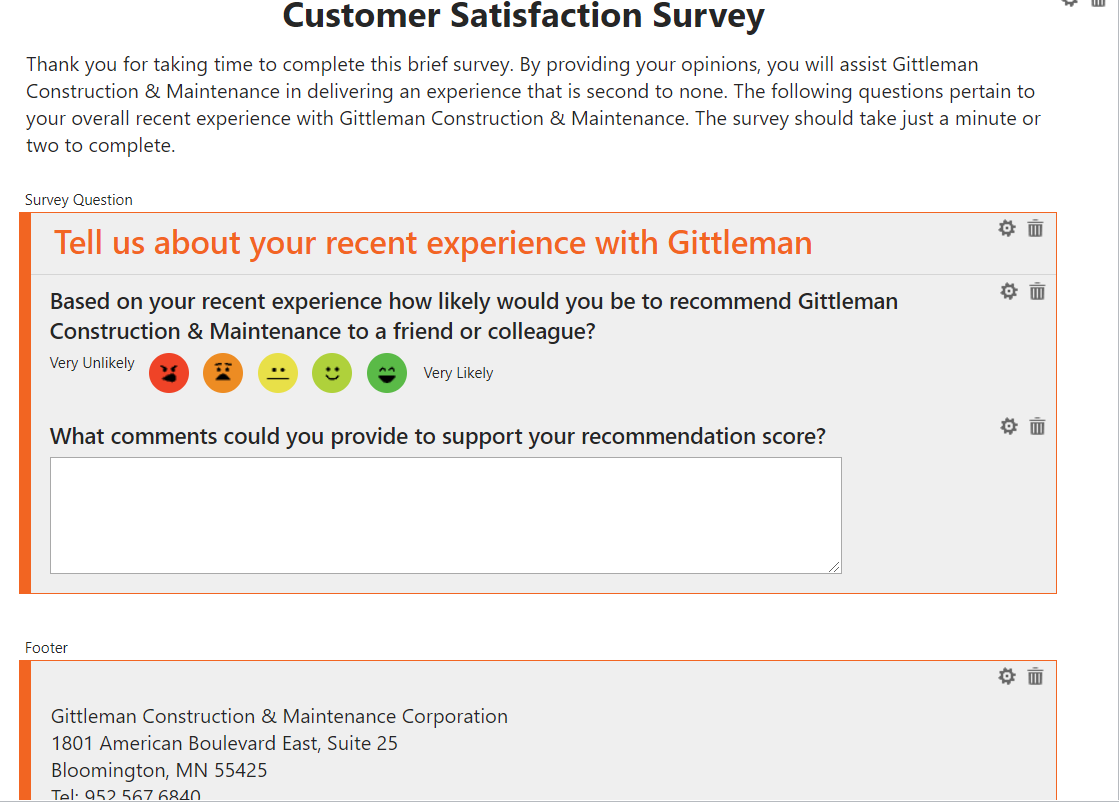 Customer Satisfaction Survey
Thank you for taking time to complete this brief survey. By providing your opinions, you will assist Gittleman
Construction & Maintenance in delivering an experience that is second to none. The following questions pertain to
your overall recent experience with Gittleman Construction & Maintenance. The survey should take just a minute or
two to complete.
Survey Question
Tell us about your recent experience with Gittleman
Based on your recent experience how likely would you be to recommend Gittleman
Construction & Maintenance to a friend or colleague?
Very Unlikely
Very Likely
What comments could you provide to support your recommendation score?
Footer
Gittleman Construction & Maintenance Corporation
1801 American Boulevard East, Suite 25
Bloomington, MN 55425
Tel: 952.567.6840